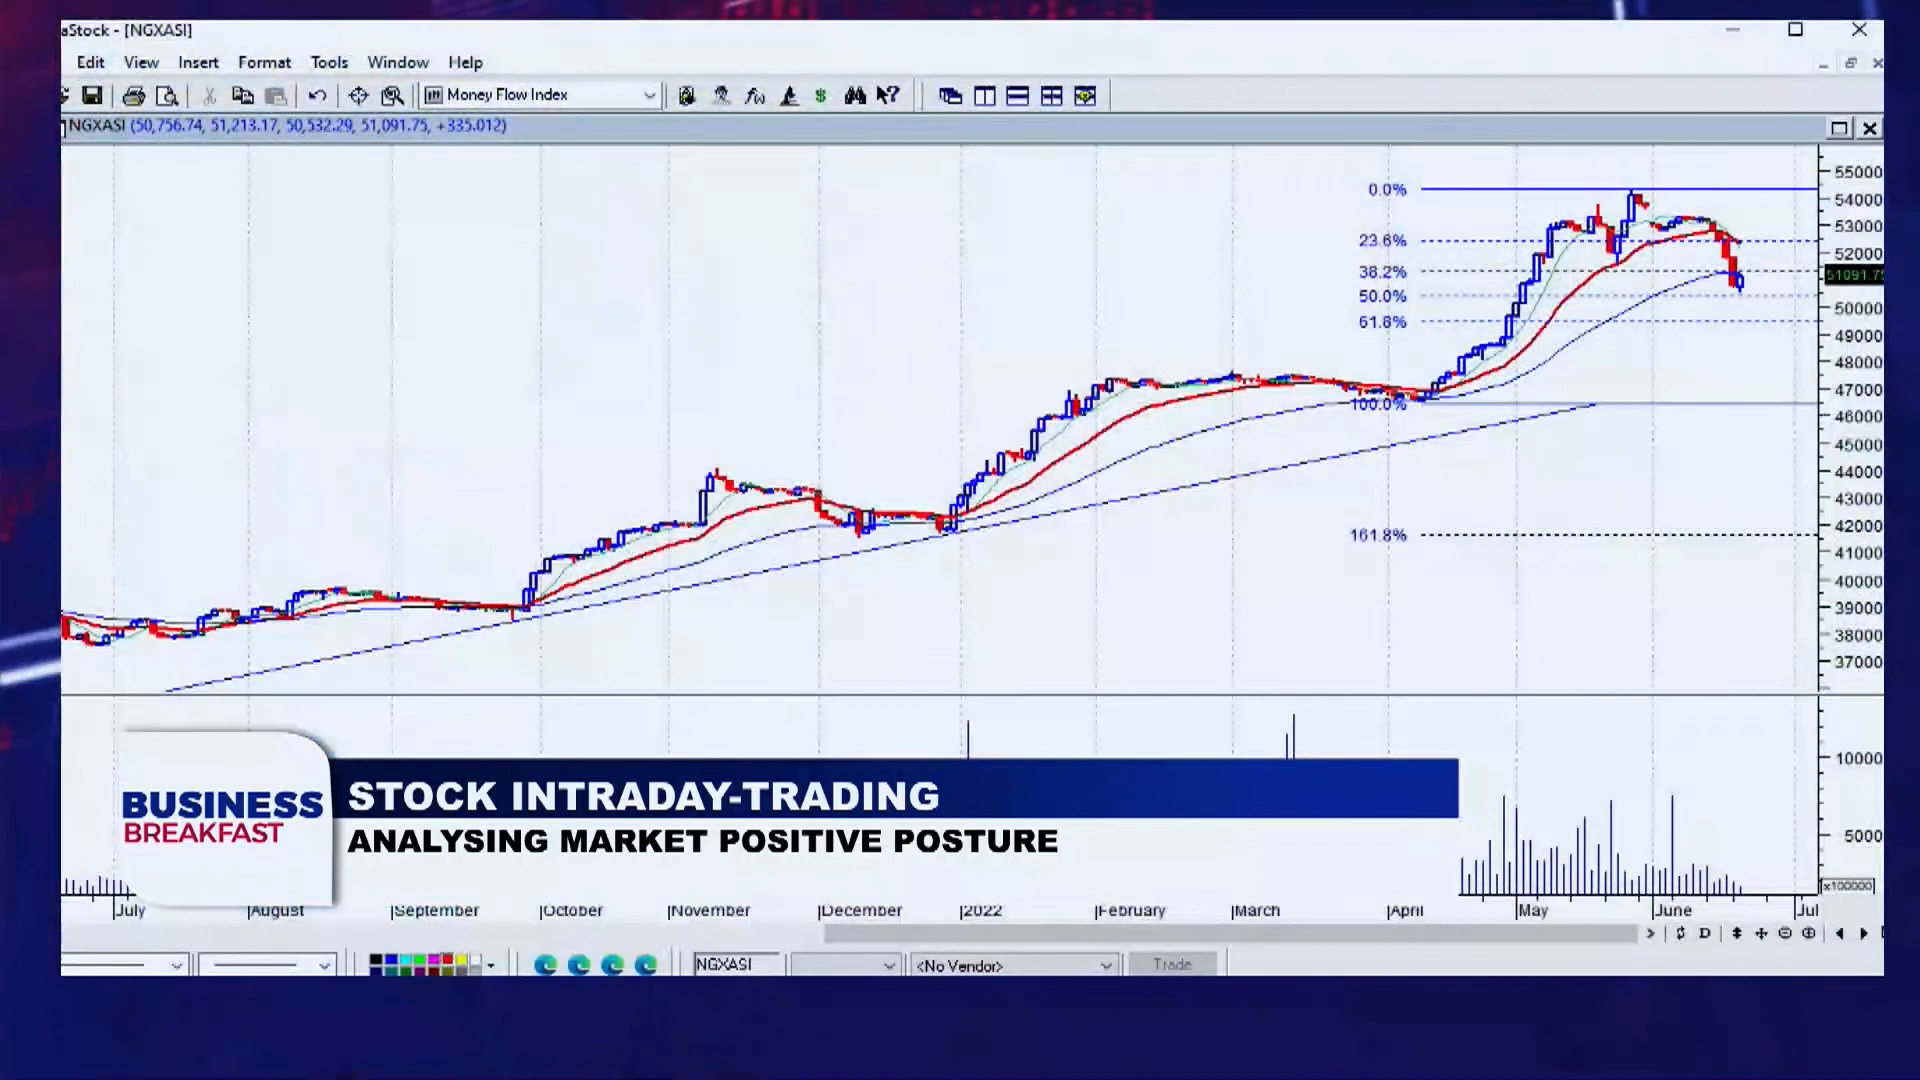 aStock - [NGXASI]
Edit View Insert Format Tools Window Help
Money Flow Index
NGXASI (50,756.74, 51,213.17, 50,532.29, 51,091.75, +335.012)
55000
0.0%
54000
53000
23.6%
52000
38.2%
51091.75
50.0%
50000
61.8%
49000
48000
47000
100.0%
46000
45000
44000
43000
42000
161.8%
41000
40000
39000
38000
37000
10000
BUSINESS
BREAKFAST
STOCK INTRADAY-TRADING
ANALYSING MARKET POSITIVE POSTURE
5000
x100000
July August September October November December 2022 February March April May June Jul
D
NGXASI <No Vendor> Trade